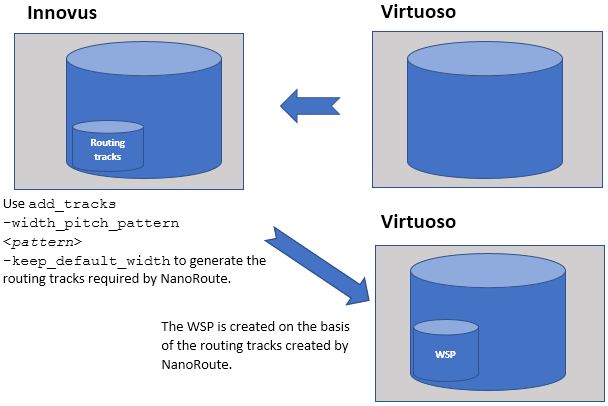 Innovus
Virtuoso
Routing
tracks
Use add_tracks
-width_pitch_pattern
<pattern>
-keep_default_width to generate the
routing tracks required by NanoRoute.
Virtuoso
The WSP is created on the basis
of the routing tracks created by
NanoRoute.
WSP